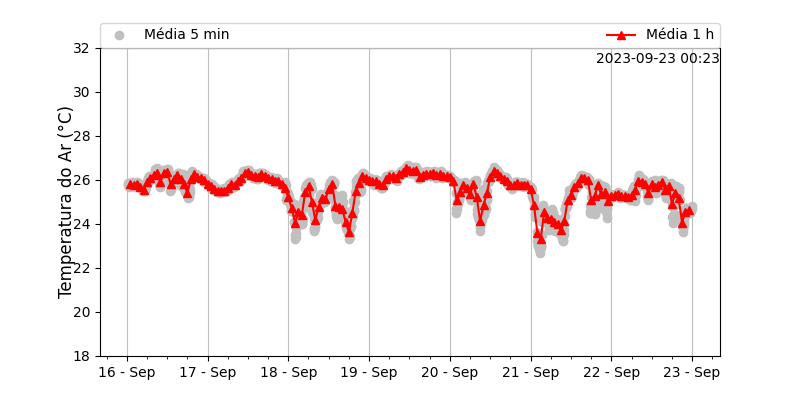 Média 5 min
Média 1 h
2023-09-23 00:23
Temperatura do Ar (°C)
32
30
28
26
24
22
20
18
16 - Sep
17 - Sep
18 - Sep
19 - Sep
20 - Sep
21 - Sep
22 - Sep
23 - Sep